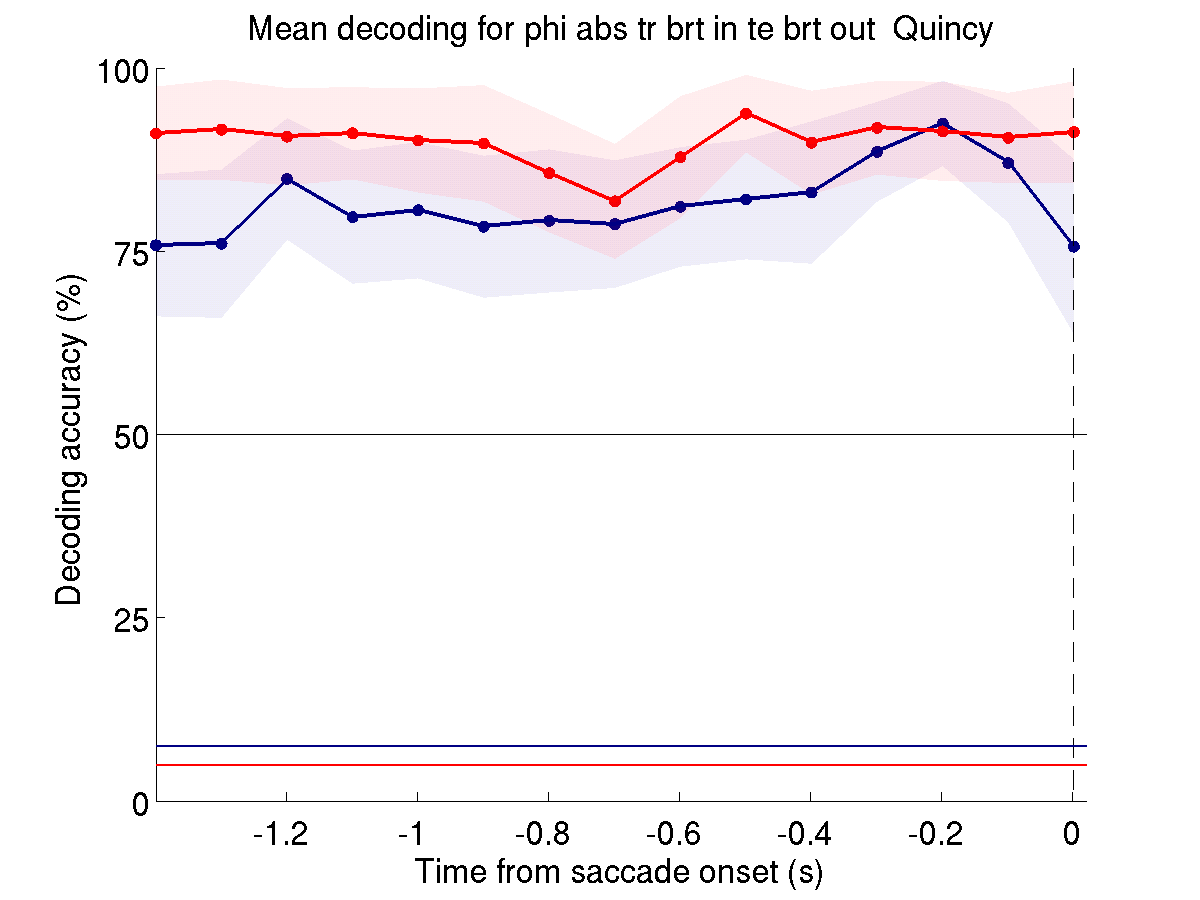 Mean decoding for phi abs tr brt in te brt out  Quincy
100
75
50
25
0
Decoding accuracy (%)
-1.2 -1 -0.8 -0.6 -0.4 -0.2 0
Time from saccade onset (s)